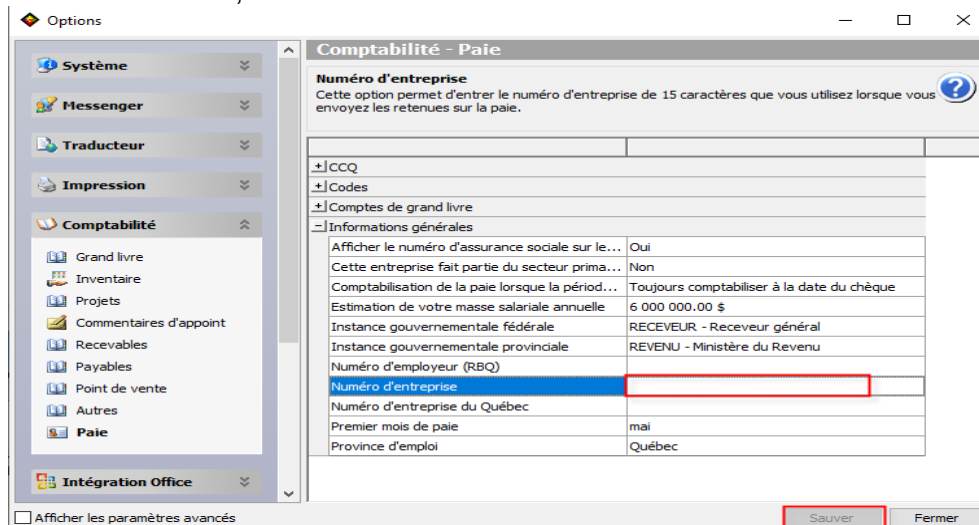 Options
Système
Messenger
Traducteur
Impression
Comptabilité
Grand livre
Inventaire
Projets
Commentaires d'appoint
Recevables
Payables
Point de vente
Autres
Paie
Intégration Office
Comptabilité - Paie
Numéro d'entreprise
Cette option permet d'entrer le numéro d'entreprise de 15 caractères que vous utilisez lorsque vous
envoyez les retenues sur la paie.
CCQ
Codes
Comptes de grand livre
Informations générales
Afficher le numéro d'assurance sociale sur le... Oui
Cette entreprise fait partie du secteur prima... Non
Comptabilisation de la paie lorsque la périod... Toujours comptabiliser à la date du chèque
Estimation de votre masse salariale annuelle 6 000 000.00 $
Instance gouvernementale fédérale RECEVEUR - Receveur général
Instance gouvernementale provinciale REVENU - Ministère du Revenu
Numéro d'employeur (RBQ)
Numéro d'entreprise
Numéro d'entreprise du Québec
Premier mois de paie mai
Province d'emploi Québec
Afficher les paramètres avancés
Sauver Fermer